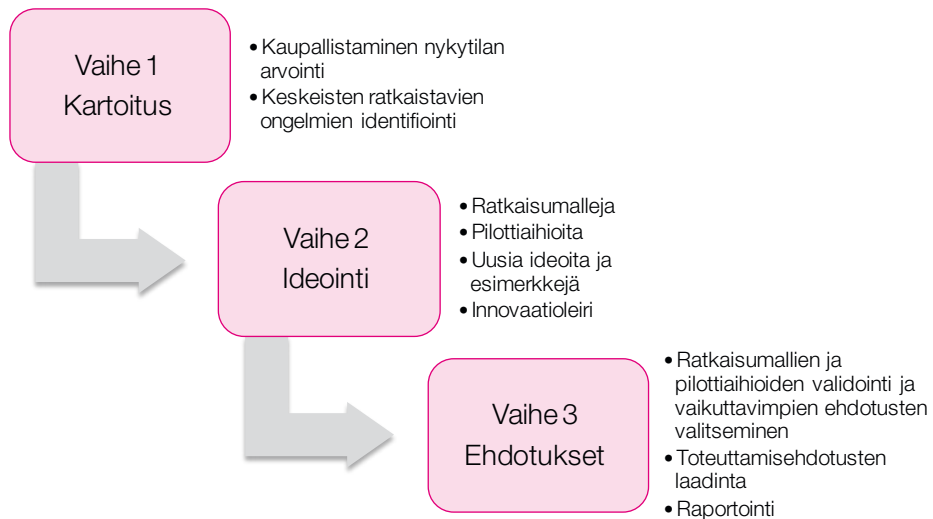 Vaihe 1
Kartoitus
• Kaupallistaminen nykytilan
arvointi
• Keskeisten ratkaistavien
ongelmien identifiointi
Vaihe 2
Ideointi
• Ratkaisumalleja
• Pilottiaihioita
• Uusia ideoita ja
esimerkkejä
• Innovaatioleiri
Vaihe 3
Ehdotukset
• Ratkaisumallien ja
pilottiaihioiden validointi ja
vaikuttavimpien ehdotusten
valitseminen
• Toteuttamisehdotusten
laadinta
• Raportointi